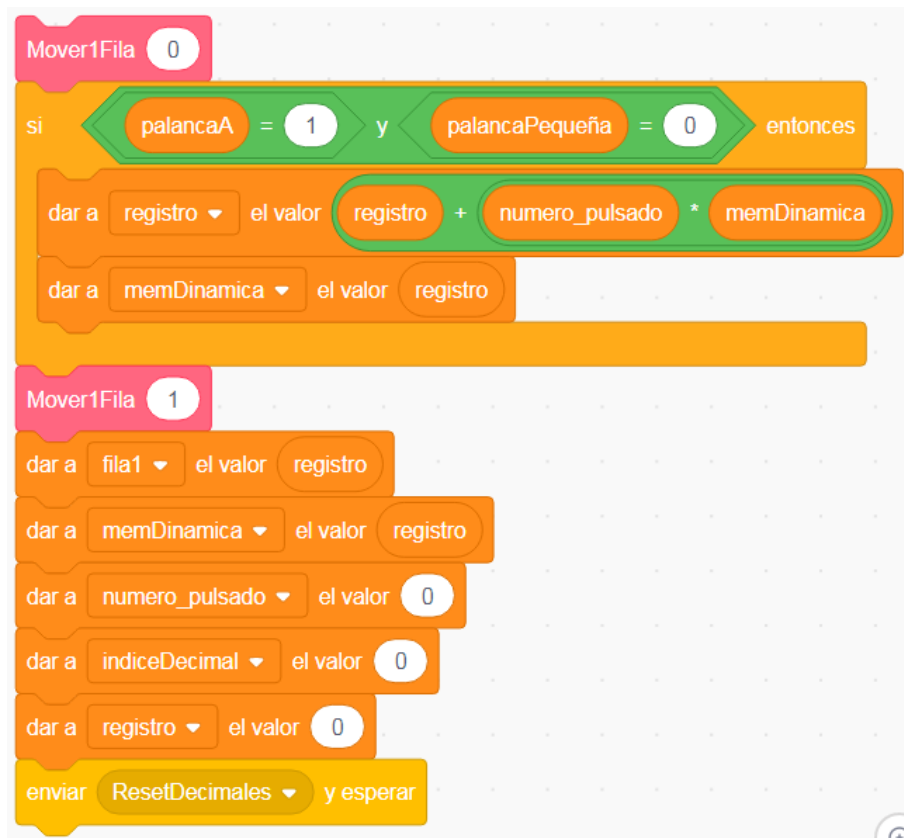 Mover1Fila 0
si palancaA = 1 y palancaPequeña = 0 entonces
dar a registro el valor registro + numero_pulsado * memDinamica
dar a memDinamica el valor registro
Mover1Fila 1
dar a fila1 el valor registro
dar a memDinamica el valor registro
dar a numero_pulsado el valor 0
dar a indiceDecimal el valor 0
dar a registro el valor 0
enviar ResetDecimales y esperar